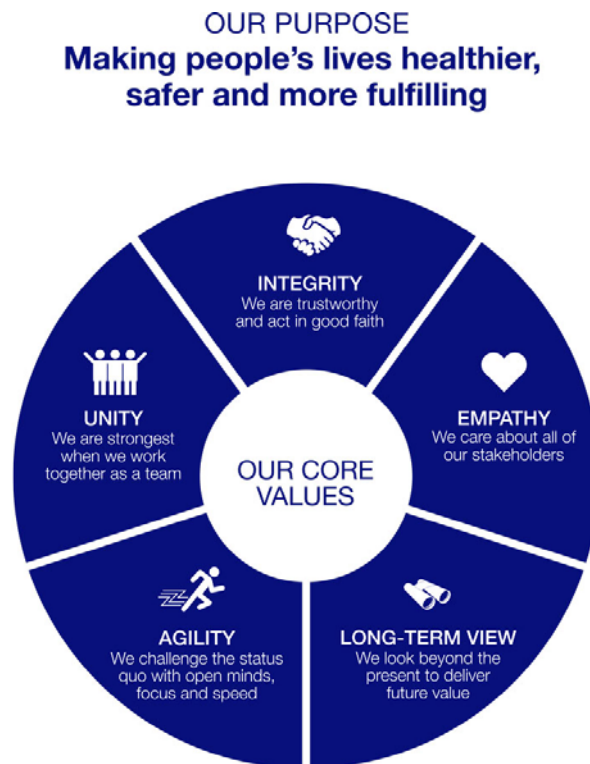 OUR PURPOSE
Making people's lives healthier,
safer and more fulfilling
INTEGRITY
We are trustworthy
and act in good faith
EMPATHY
We care about all of
our stakeholders
LONG-TERM VIEW
We look beyond the
present to deliver
future value
AGILITY
We challenge the status
quo with open minds,
focus and speed
UNITY
We are strongest
when we work
together as a team
OUR CORE
VALUES